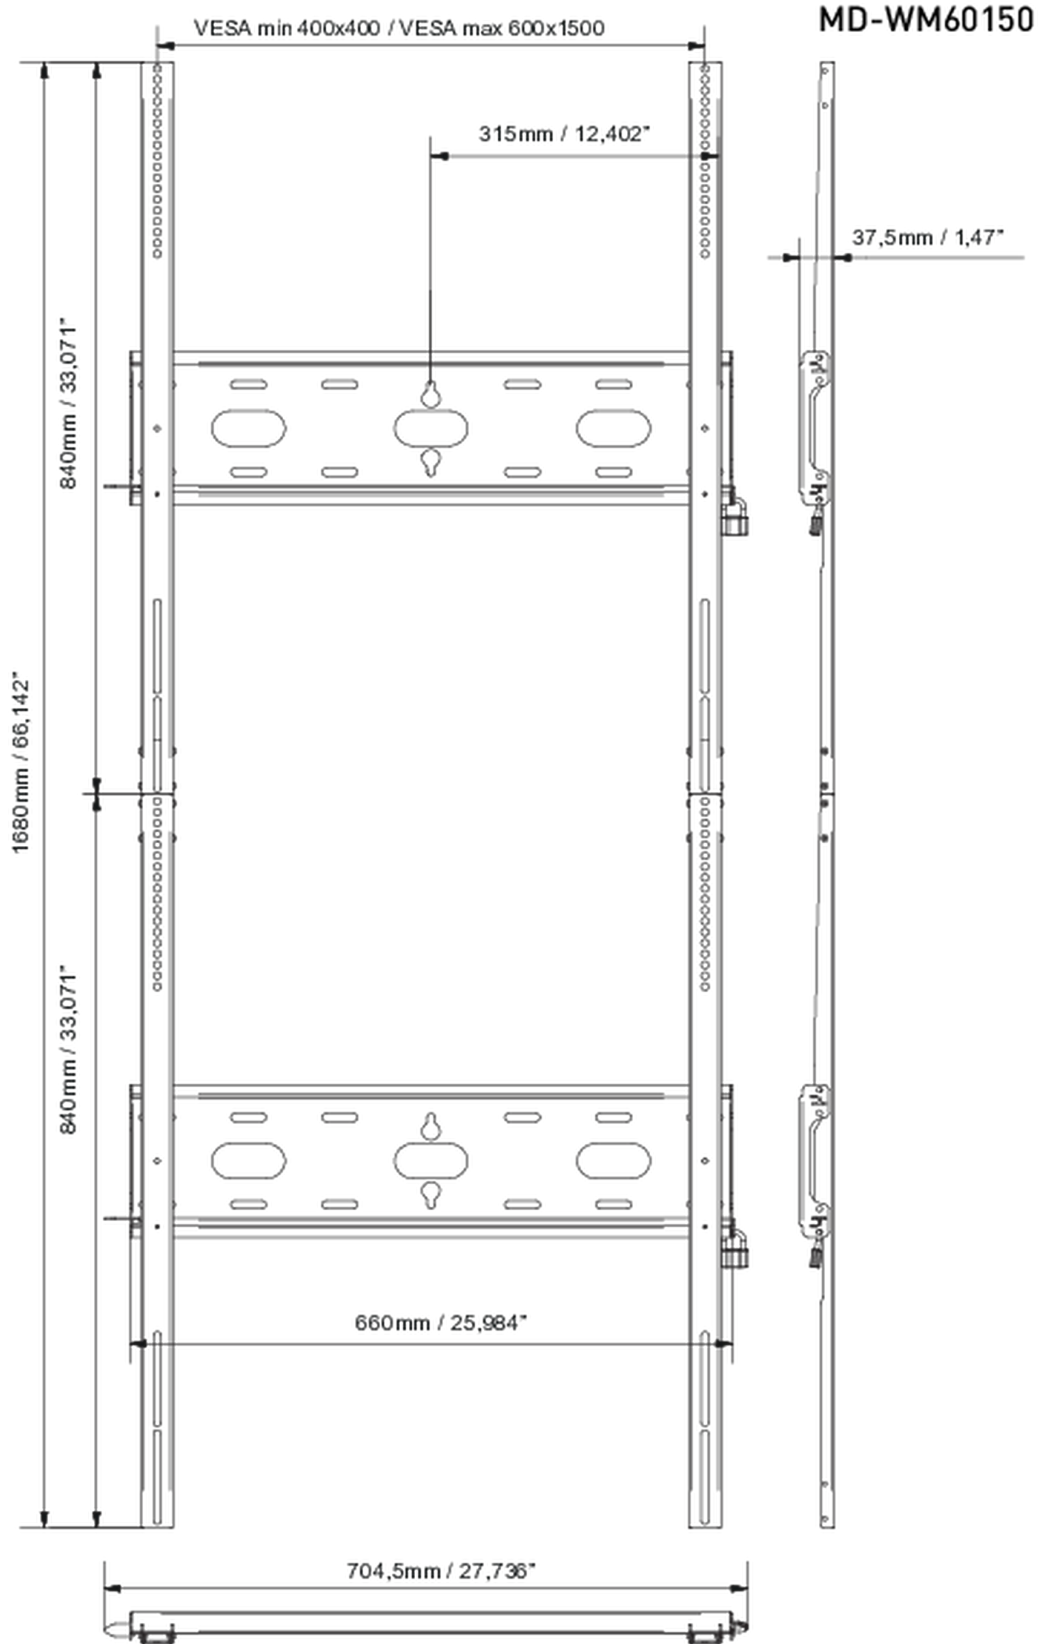 MD-WM60150
VESA min 400x400 / VESA max 600x1500
315mm / 12,402"
37,5mm / 1,47"
840mm / 33,071"
1680mm / 66,142"
840mm / 33,071"
660mm / 25,984"
704,5mm / 27,736"